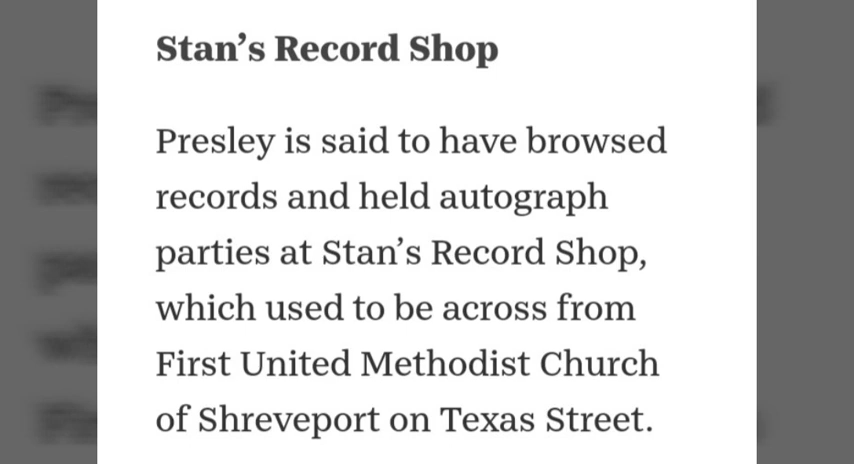 Stan’s Record Shop
Presley is said to have browsed
records and held autograph
parties at Stan’s Record Shop,
which used to be across from
First United Methodist Church
of Shreveport on Texas Street.